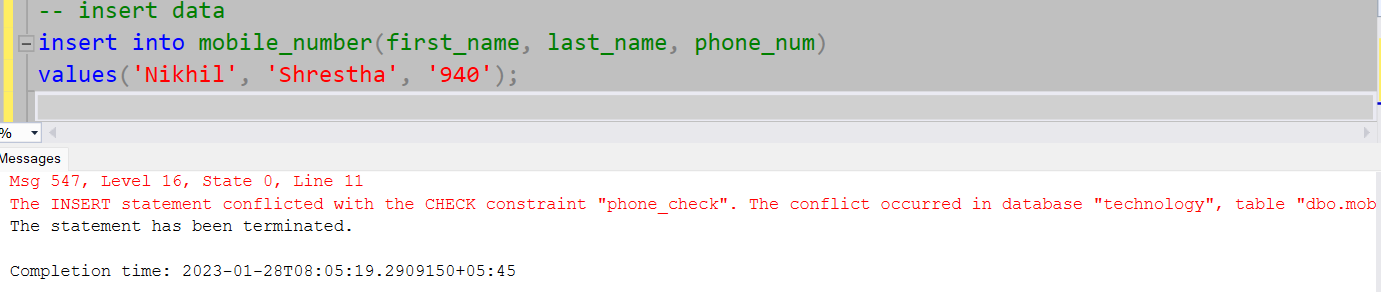 -- insert data
insert into mobile_number(first_name, last_name, phone_num)
values('Nikhil', 'Shrestha', '940');
%
Messages
Msg 547, Level 16, State 0, Line 11
The INSERT statement conflicted with the CHECK constraint "phone_check". The conflict occurred in database "technology", table "dbo.mob
The statement has been terminated.
Completion time: 2023-01-28T08:05:19.2909150+05:45